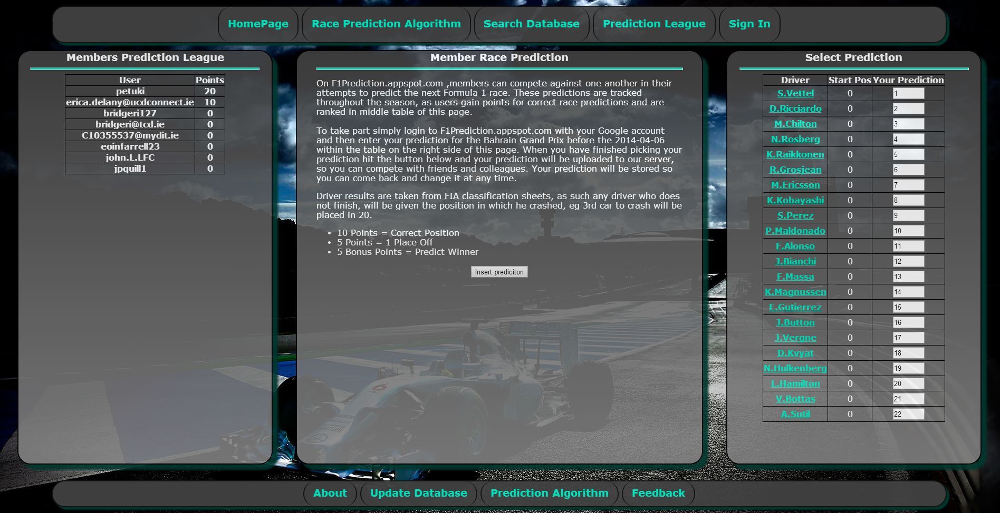 HomePage Race Prediction Algorithm Search Database Prediction League Sign In
Members Prediction League
User Points
petuki 20
erica.delany@ucdconnect.ie 10
bridgeri127 0
bridgeri@tcd.ie 0
C10355537@mydit.ie 0
eoinfarrell23 0
john.L.LFC 0
jpquill1 0
Member Race Prediction
On F1Prediction.appspot.com ,members can compete against one another in their
attempts to predict the next Formula 1 race. These predictions are tracked
throughout the season, as users gain points for correct race predictions and are
ranked in middle table of this page.
To take part simply login to F1Prediction.appspot.com with your Google account
and then enter your prediction for the Bahrain Grand Prix before the 2014-04-06
within the table on the right side of this page. When you have finished picking your
prediction hit the button below and your prediction will be uploaded to our server,
so you can compete with friends and colleagues. Your prediction will be stored so
you can come back and change it at any time.
Driver results are taken from FIA classification sheets, as such any driver who does
not finish, will be given the position in which he crashed, eg 3rd car to crash will be
placed in 20.
• 10 Points = Correct Position
• 5 Points = 1 Place Off
• 5 Bonus Points = Predict Winner
Insert prediciton
Select Prediction
Driver Start Pos Your Prediction
S.Vettel 0 1
D.Ricciardo 0 2
M.Chilton 0 3
N.Rosberg 0 4
K.Raikkonen 0 5
R.Grosjean 0 6
M.Ericsson 0 7
K.Kobayashi 0 8
S.Perez 0 9
P.Maldonado 0 10
F.Alonso 0 11
J.Bianchi 0 12
F.Massa 0 13
K.Magnussen 0 14
E.Gutierrez 0 15
J.Button 0 16
J.Vergne 0 17
D.Kvyat 0 18
N.Hulkenberg 0 19
L.Hamilton 0 20
V.Bottas 0 21
A.Sutil 0 22
About Update Database Prediction Algorithm Feedback